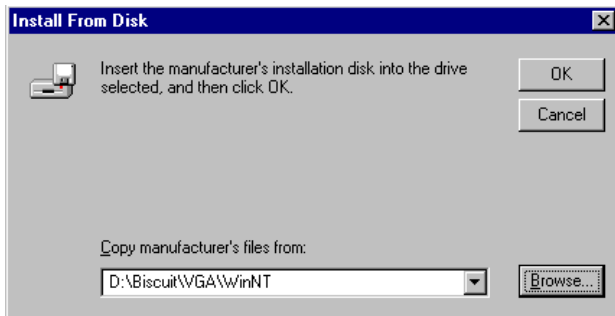 Install From Disk
Insert the manufacturer's installation disk into the drive
selected, and then click OK.
OK
Cancel
Copy manufacturer's files from:
D:\Biscuit\VGA\WinNT
Browse...